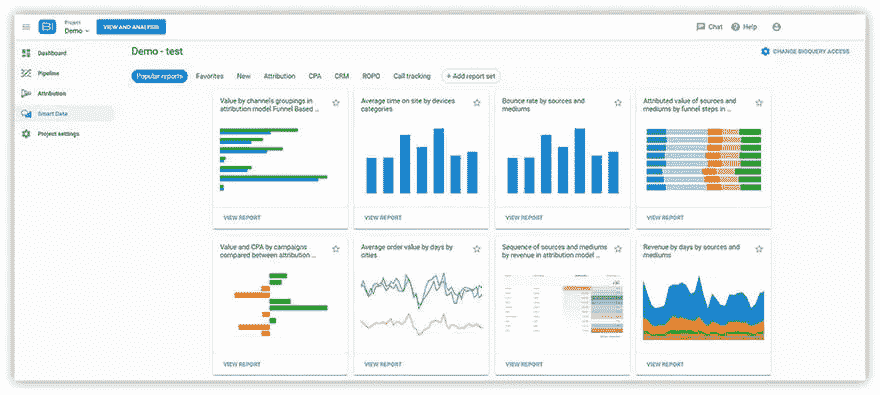 BI
Project
Demo
VIEW AND ANALYSIS
Chat
Help
Dashboard
Pipeline
Attribution
Smart Data
Project settings
Demo - test
CHANGE BIGQUERY ACCESS
Popular reports
Favorites
New
Attribution
CPA
CRM
ROPO
Call tracking
+ Add report set
Value by channels groupings in
attribution model Funnel Based ...
VIEW REPORT
Average time on site by devices
categories
VIEW REPORT
Bounce rate by sources and
mediums
VIEW REPORT
Attributed value of sources and
mediums by funnel steps in ...
VIEW REPORT
Value and CPA by campaigns
compared between attribution ...
VIEW REPORT
Average order value by days by
cities
VIEW REPORT
Sequence of sources and mediums
by revenue in attribution model ...
VIEW REPORT
Revenue by days by sources and
mediums
VIEW REPORT